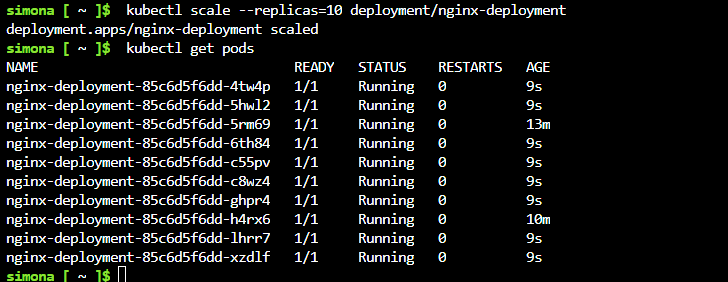 simona [ ~ ]$ kubectl scale --replicas=10 deployment/nginx-deployment
deployment.apps/nginx-deployment scaled
simona [ ~ ]$ kubectl get pods
NAME READY STATUS RESTARTS AGE
nginx-deployment-85c6d5f6dd-4tw4p 1/1 Running 0 9s
nginx-deployment-85c6d5f6dd-5hwl2 1/1 Running 0 9s
nginx-deployment-85c6d5f6dd-5rm69 1/1 Running 0 13m
nginx-deployment-85c6d5f6dd-6th84 1/1 Running 0 9s
nginx-deployment-85c6d5f6dd-c55pv 1/1 Running 0 9s
nginx-deployment-85c6d5f6dd-c8wz4 1/1 Running 0 9s
nginx-deployment-85c6d5f6dd-ghpr4 1/1 Running 0 9s
nginx-deployment-85c6d5f6dd-h4rx6 1/1 Running 0 10m
nginx-deployment-85c6d5f6dd-lhrr7 1/1 Running 0 9s
nginx-deployment-85c6d5f6dd-xzdlf 1/1 Running 0 9s
simona [ ~ ]$